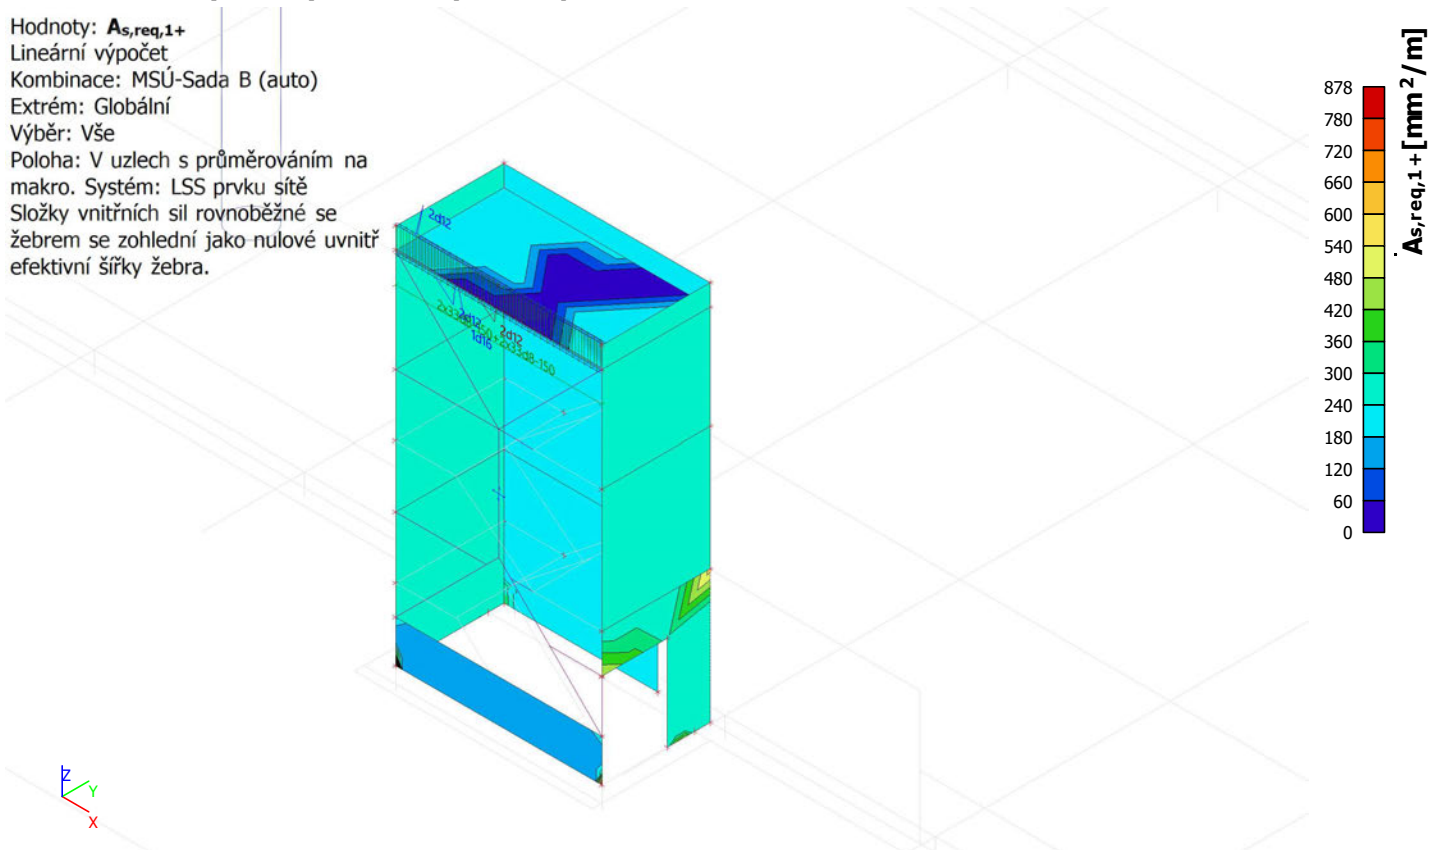 Hodnoty: As,req,1+
Lineární výpočet
Kombinace: MSÚ-Sada B (auto)
Extrém: Globální
Výběr: Vše
Poloha: V uzlech s průměrováním na
makro. Systém: LSS prvku sítě
Složky vnitřních sil rovnoběžné se
žebrem se zohlední jako nulové uvnitř
efektivní šířky žebra.
2d12
2d12
2d12
1d16
878
780
720
660
600
540
480
420
360
300
240
180
120
60
0
As,req,1+ [mm²/m]
Z
Y
X